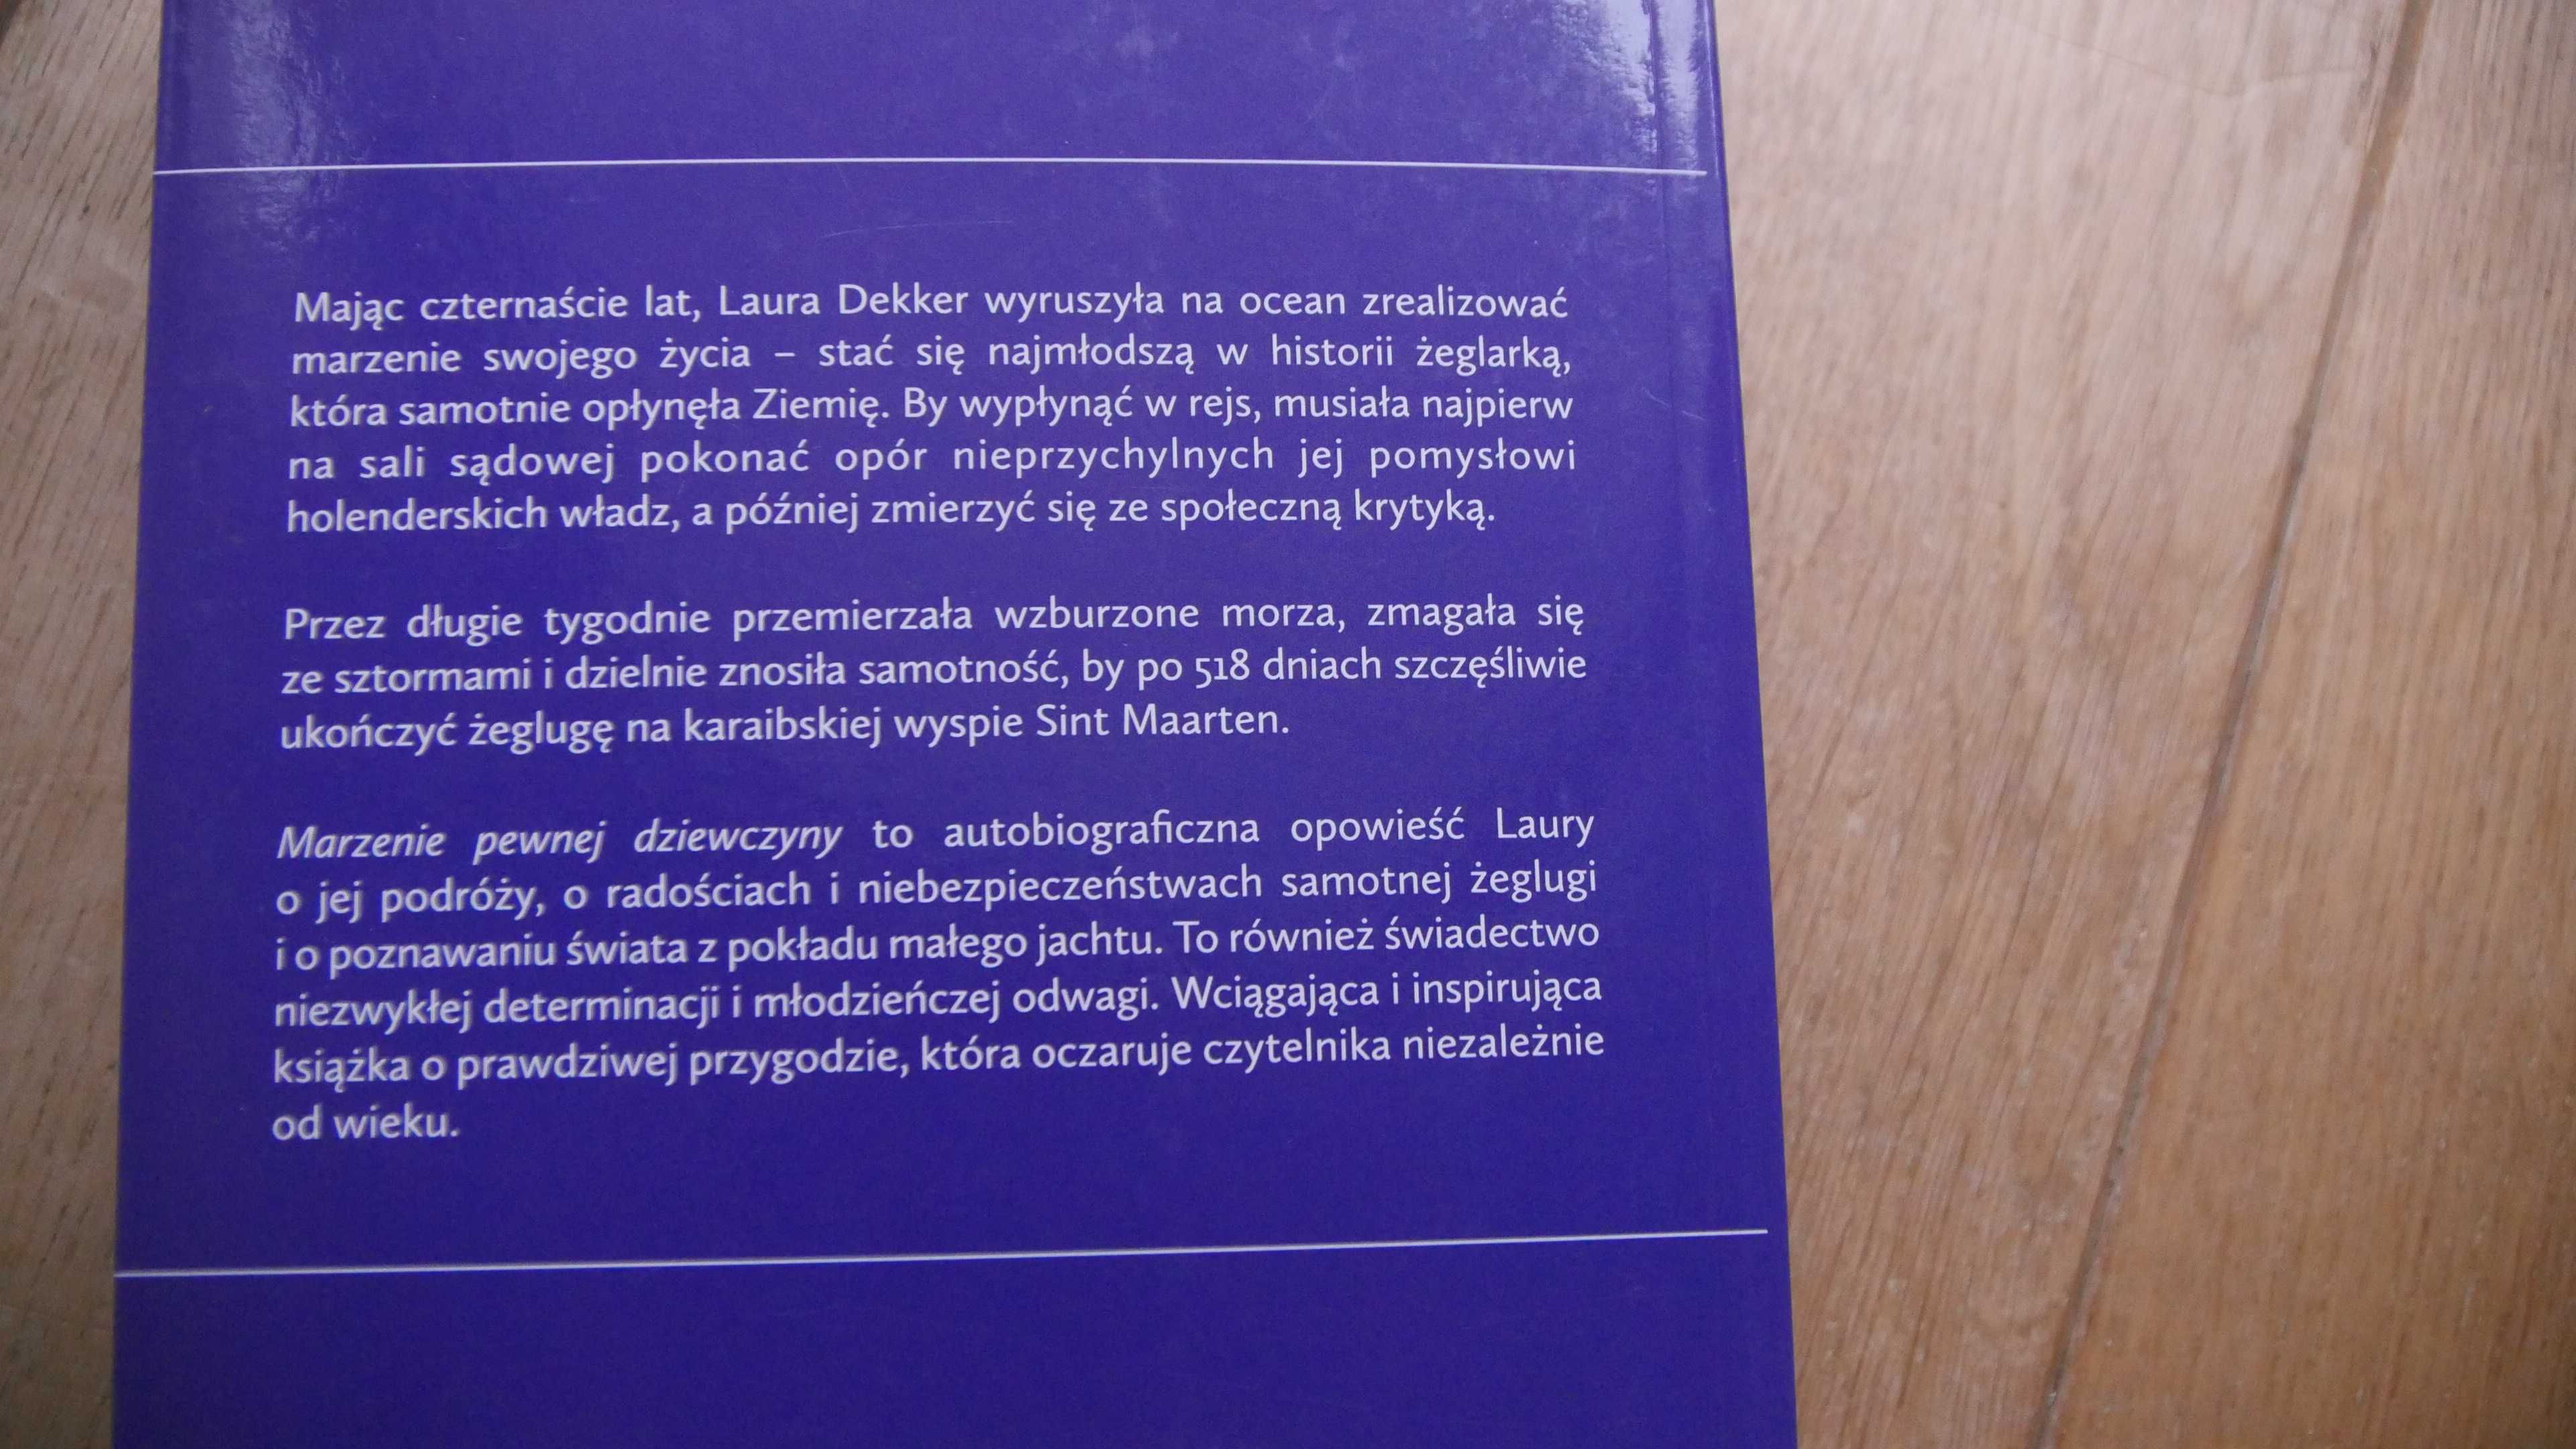 Mając czternaście lat, Laura Dekker wyruszyła na ocean zrealizować
marzenie swojego życia – stać się najmłodszą w historii żeglarką,
która samotnie opłynęła Ziemię. By wypłynąć w rejs, musiała najpierw
na sali sądowej pokonać opór nieprzychylnych jej pomysłowi
holenderskich władz, a później zmierzyć się ze społeczną krytyką.
Przez długie tygodnie przemierzała wzburzone morza, zmagała się
ze sztormami i dzielnie znosiła samotność, by po 518 dniach szczęśliwie
ukończyć żeglugę na karaibskiej wyspie Sint Maarten.
Marzenie pewnej dziewczyny to autobiograficzna opowieść Laury
o jej podróży, o radościach i niebezpieczeństwach samotnej żeglugi
i o poznawaniu świata z pokładu małego jachtu. To również świadectwo
niezwykłej determinacji i młodzieńczej odwagi. Wciągająca i inspirująca
książka o prawdziwej przygodzie, która oczaruje czytelnika niezależnie
od wieku.